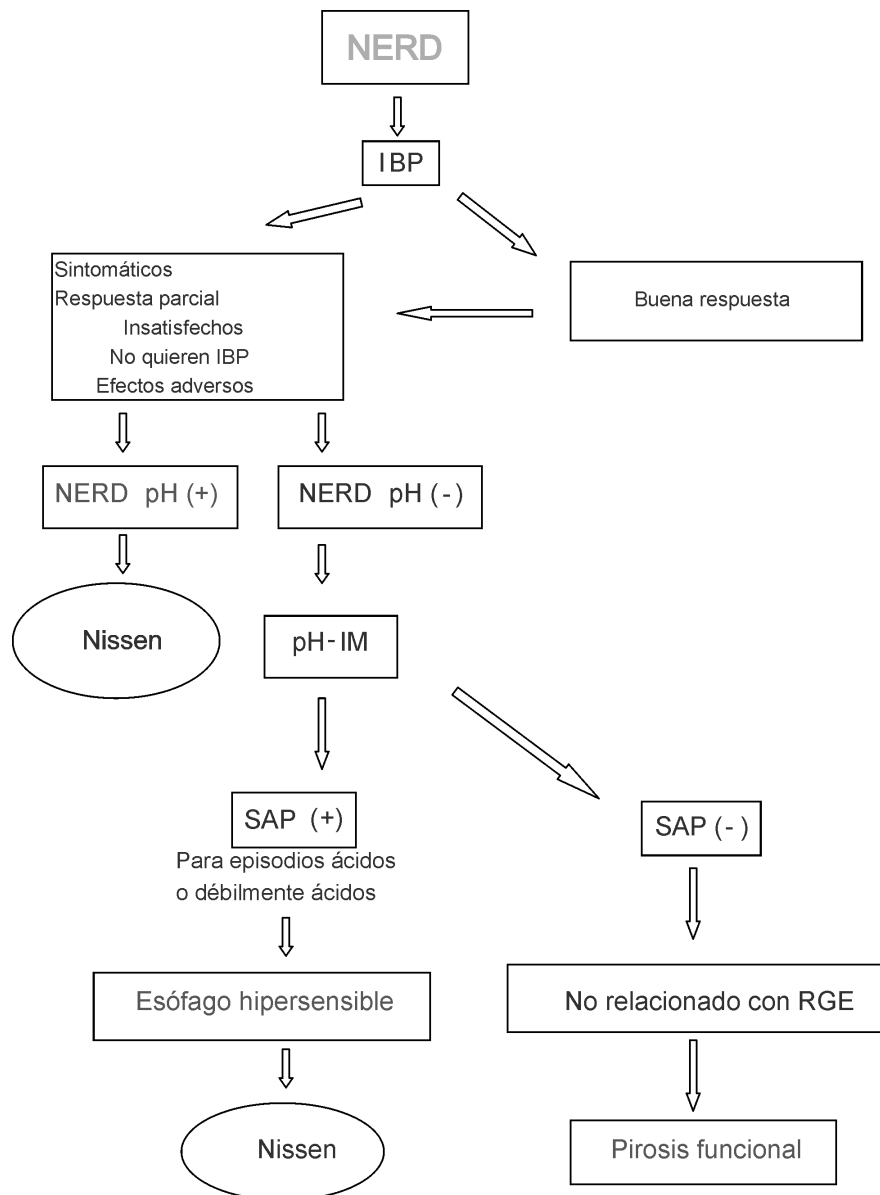 NERD
IBP
Sintomáticos
Respuesta parcial
Insatisfechos
No quieren IBP
Efectos adversos
Buena respuesta
NERD pH (+)
NERD pH (-)
Nissen
pH-IM
SAP (+)
Para episodios ácidos
o débilmente ácidos
SAP (-)
Esófago hipersensible
No relacionado con RGE
Nissen
Pirosis funcional